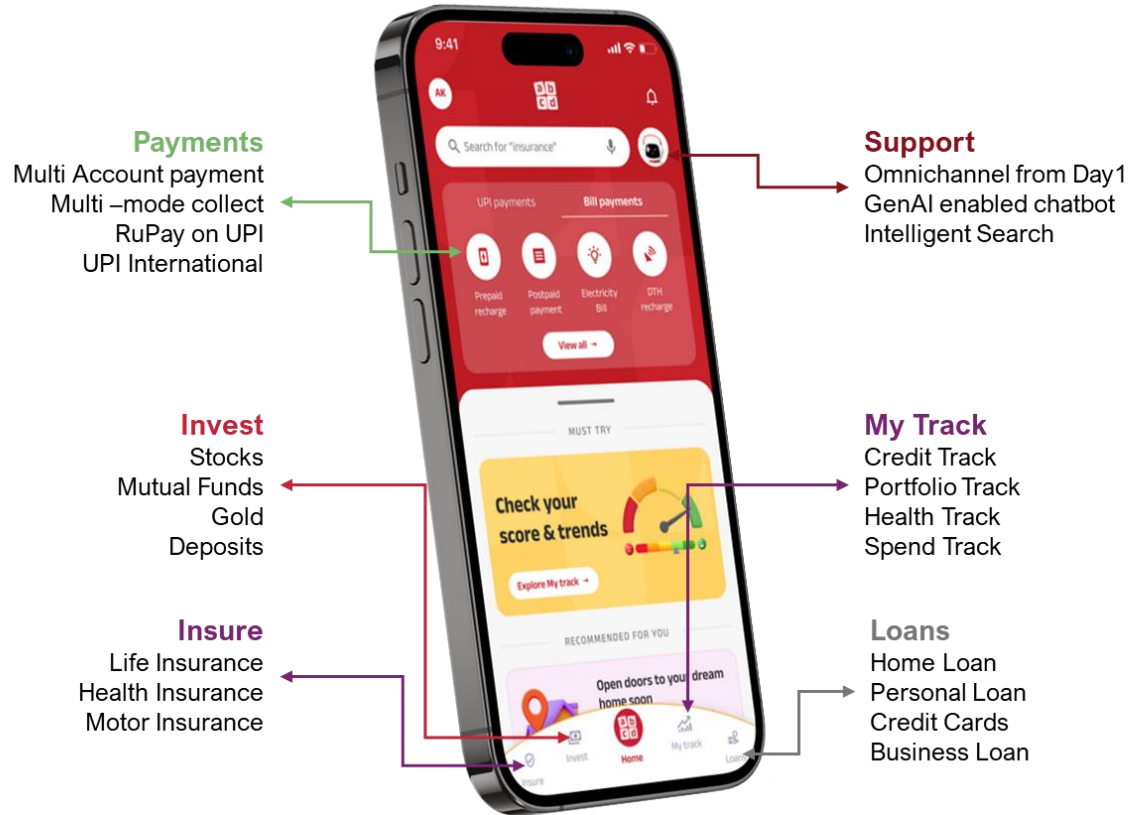 Payments
Multi Account payment
Multi –mode collect
RuPay on UPI
UPI International
Invest
Stocks
Mutual Funds
Gold
Deposits
Insure
Life Insurance
Health Insurance
Motor Insurance
9:41
AK
a b
c d
Search for "insurance"
UPI payments Bill payments
Prepaid recharge
Postpaid payment
Electricity Bill
DTH recharge
View all →
MUST TRY
Check your
score & trends
Explore My track →
RECOMMENDED FOR YOU
Open doors to your dream
home soon
Insure
Invest
a b
c d
Home
My track
Loans
Support
Omnichannel from Day1
GenAI enabled chatbot
Intelligent Search
My Track
Credit Track
Portfolio Track
Health Track
Spend Track
Loans
Home Loan
Personal Loan
Credit Cards
Business Loan